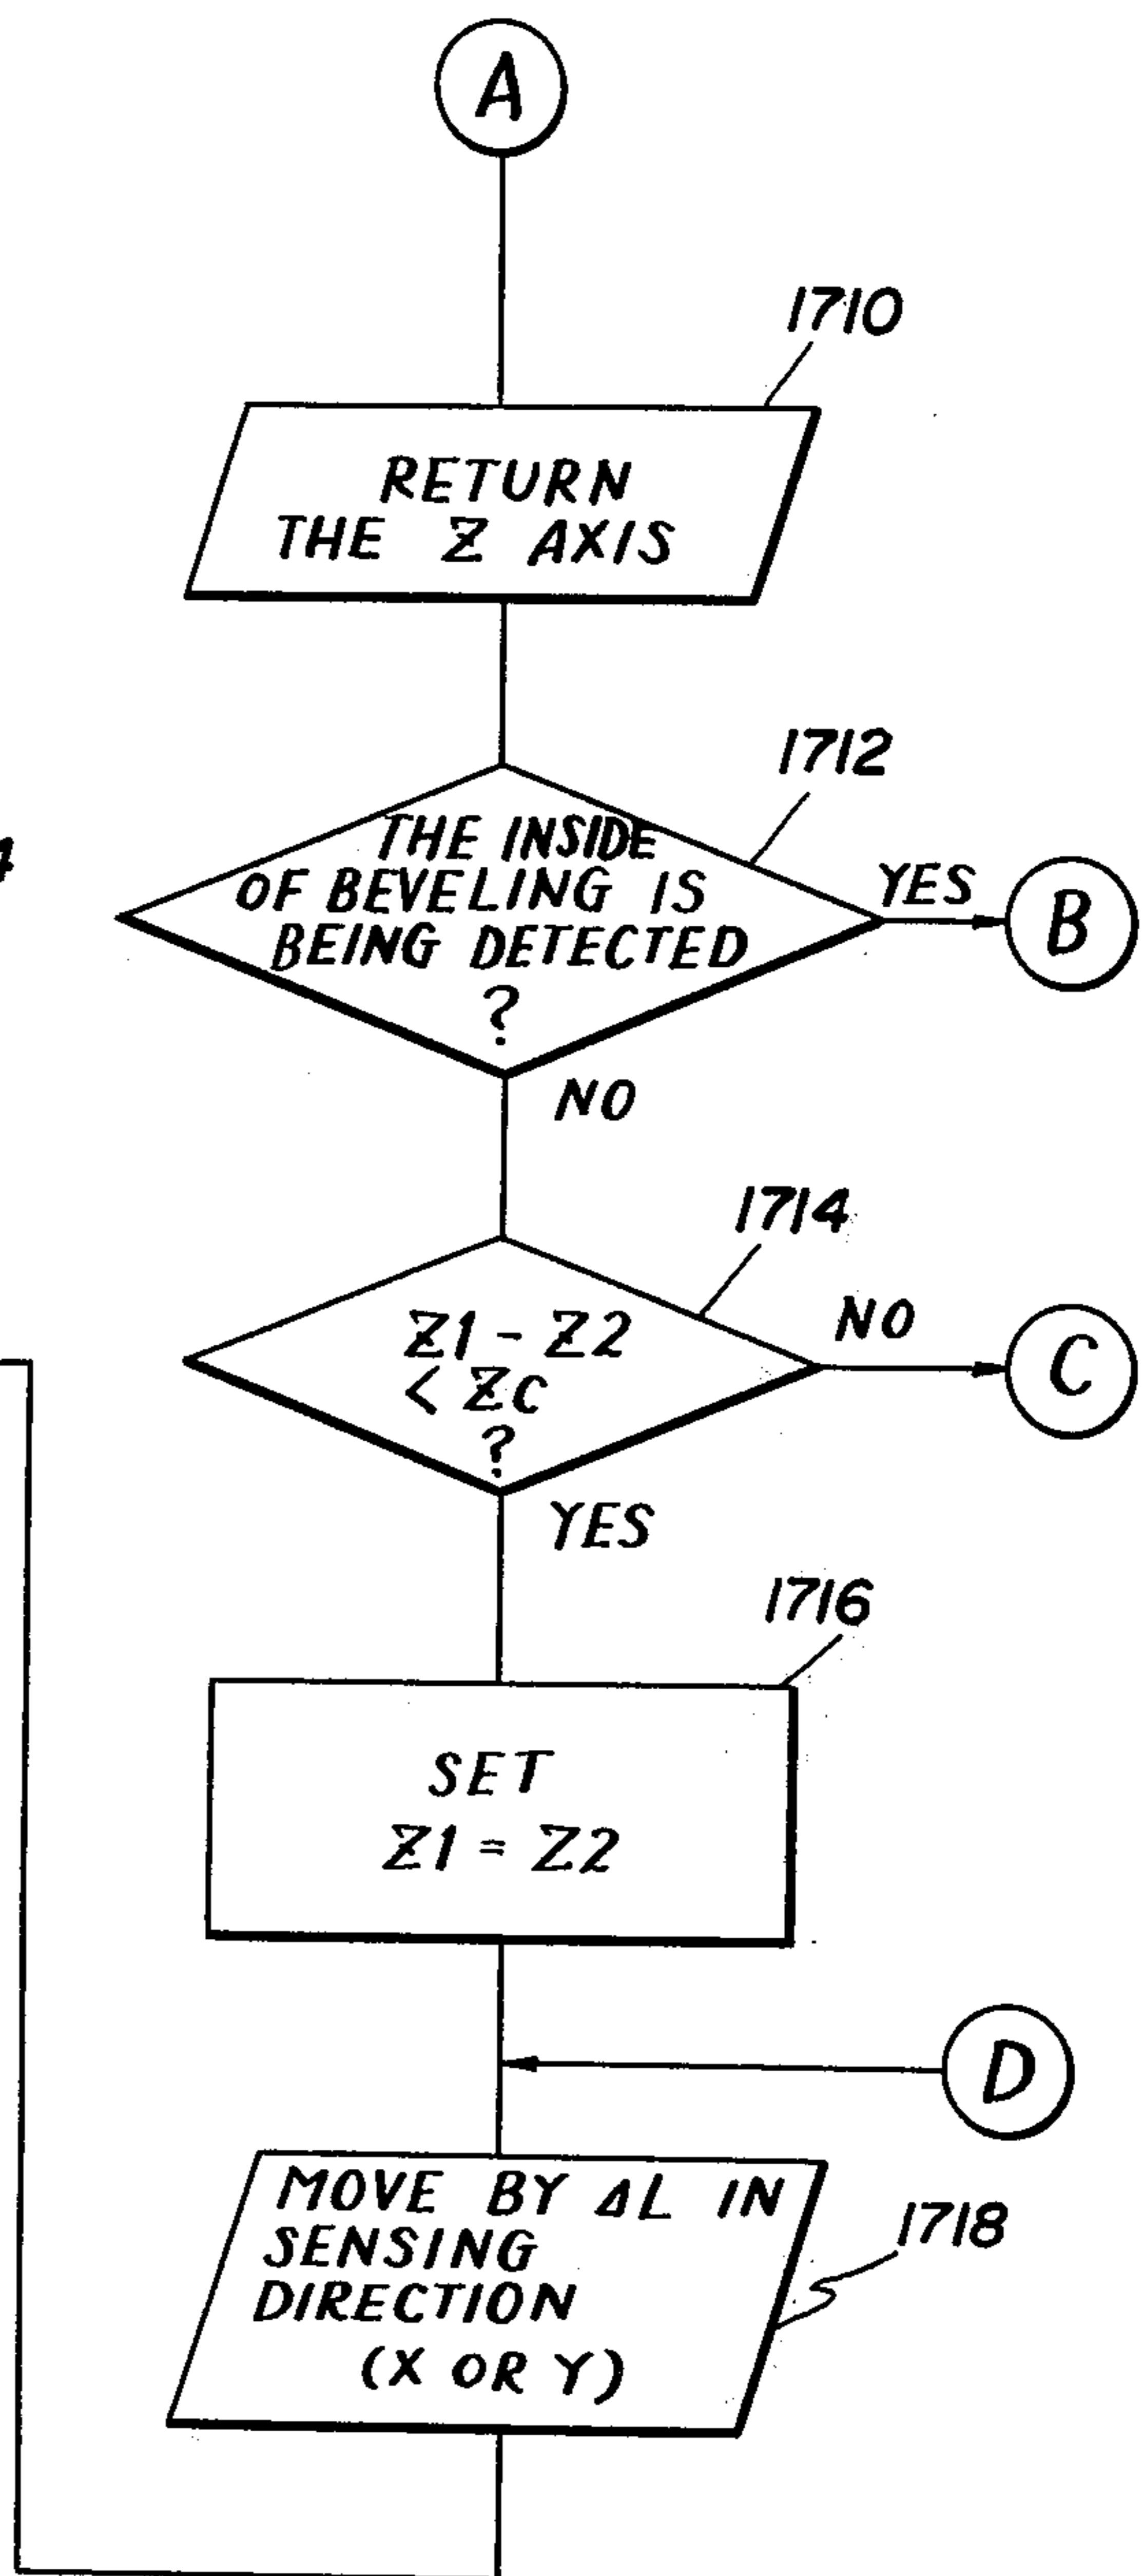 A
1710
RETURN
THE Z AXIS
1712
THE INSIDE
OF BEVELING IS
BEING DETECTED
?
YES
B
NO
1714
Z1 - Z2
< ZC
?
NO
C
YES
1716
SET
Z1 = Z2
D
MOVE BY ΔL IN
SENSING
DIRECTION
(X OR Y)
1718